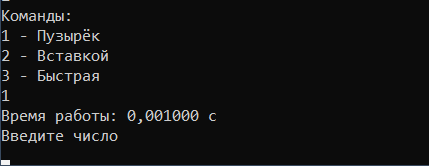 Команды:
1 - Пузырёк
2 - Вставкой
3 - Быстрая
1
Время работы: 0,001000 с
Введите число